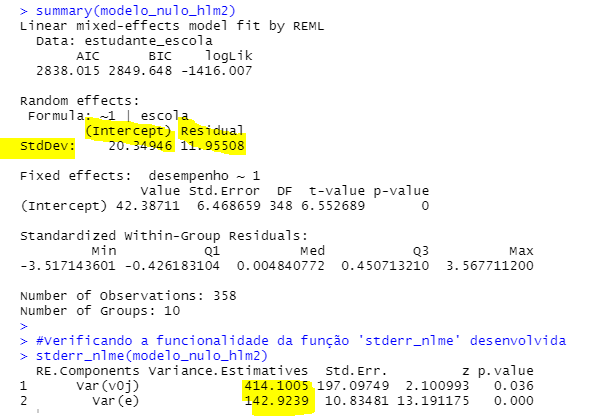 > summary(modelo_nulo_hlm2)
Linear mixed-effects model fit by REML
Data: estudante_escola
AIC BIC logLik
2838.015 2849.648 -1416.007
Random effects:
Formula: ~1 | escola
(Intercept) Residual
StdDev: 20.34946 11.95508
Fixed effects: desempenho ~ 1
Value Std.Error DF t-value p-value
(Intercept) 42.38711 6.468659 348 6.552689 0
Standardized Within-Group Residuals:
Min Q1 Med Q3 Max
-3.517143601 -0.426183104 0.004840772 0.450713210 3.567711200
Number of Observations: 358
Number of Groups: 10
>
> #Verificando a funcionalidade da função 'stderr_nlme' desenvolvida
> stderr_nlme(modelo_nulo_hlm2)
RE.Components Variance.Estimatives Std.Err. z p.value
1 Var(v0j) 414.1005 197.09749 2.100993 0.036
2 Var(e) 142.9239 10.83481 13.191175 0.000